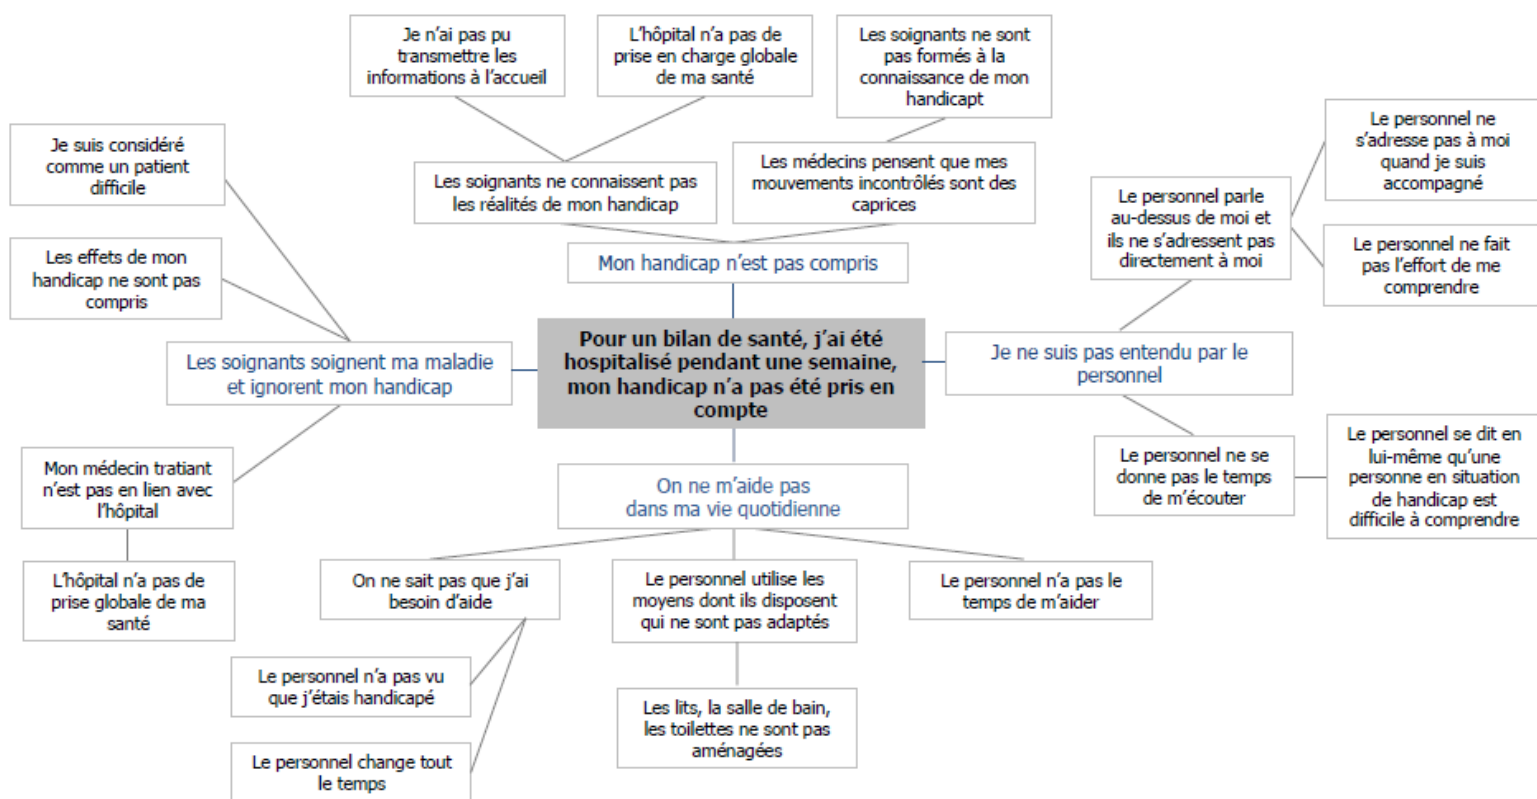 Je n'ai pas pu
transmettre les
informations à l'accueil
L'hôpital n'a pas de
prise en charge globale
de ma santé
Les soignants ne sont
pas formés à la
connaissance de mon
handicapt
Je suis considéré
comme un patient
difficile
Les soignants ne connaissent pas
les réalités de mon handicap
Les médecins pensent que mes
mouvements incontrôlés sont des
caprices
Le personnel ne
s'adresse pas à moi
quand je suis
accompagné
Le personnel parle
au-dessus de moi et
ils ne s'adressent pas
directement à moi
Les effets de mon
handicap ne sont pas
compris
Mon handicap n'est pas compris
Le personnel ne fait
pas l'effort de me
comprendre
Les soignants soignent ma maladie
et ignorent mon handicap
Pour un bilan de santé, j'ai été
hospitalisé pendant une semaine,
mon handicap n'a pas été pris en
compte
Je ne suis pas entendu par le
personnel
Mon médecin tratiant
n'est pas en lien avec
l'hôpital
On ne m'aide pas
dans ma vie quotidienne
Le personnel ne se
donne pas le temps
de m'écouter
Le personnel se dit en
lui-même qu'une
personne en situation
de handicap est
difficile à comprendre
L'hôpital n'a pas de
prise globale de ma
santé
On ne sait pas que j'ai
besoin d'aide
Le personnel utilise les
moyens dont ils disposent
qui ne sont pas adaptés
Le personnel n'a pas le
temps de m'aider
Le personnel n'a pas vu
que j'étais handicapé
Les lits, la salle de bain,
les toilettes ne sont pas
aménagées
Le personnel change tout
le temps